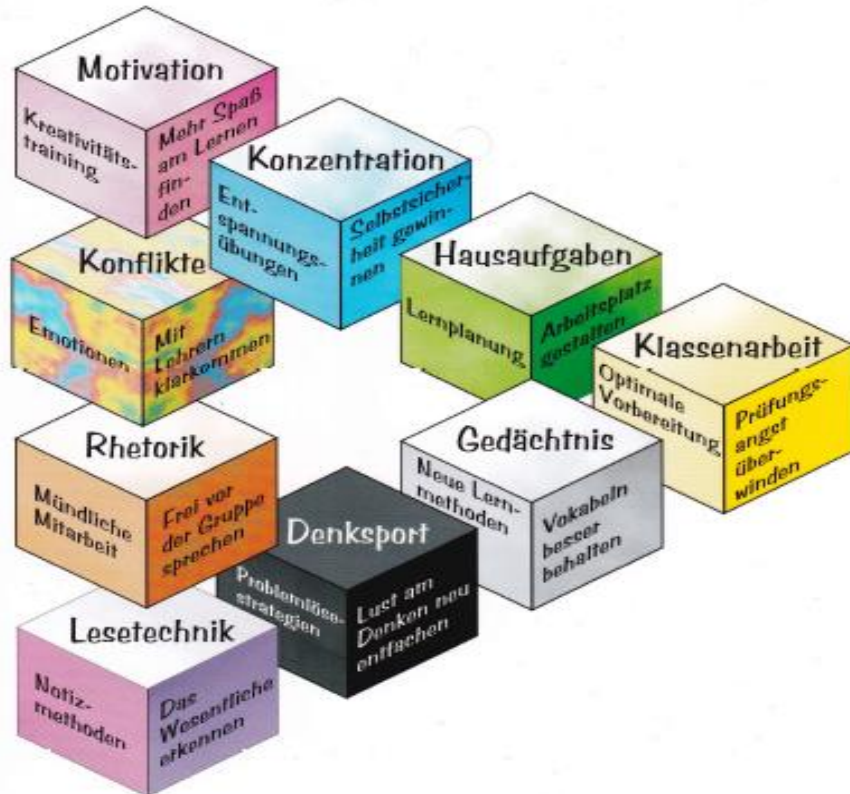 Motivation
Kreativitäts-
training
Mehr Spaß
am Lernen
fin-
den
Konzentration
Ent-
spannungs-
übungen
Selbstsicher-
heit gewin-
nen
Hausaufgaben
Lernplanung
Arbeitsplatz
gestalten
Klassenarbeit
Optimale
Vorbereitung
Prüfungs-
angst
über-
winden
Konflikte
Emotionen
Mit
Lehrern
klarkommen
Rhetorik
Mündliche
Mitarbeit
Frei vor
der Gruppe
sprechen
Gedächtnis
Neue Lern-
methoden
Vokabeln
besser
behalten
Denksport
Problemlöse-
strategien
Lust am
Denken neu
entfachen
Lesetechnik
Notiz-
methoden
Das
Wesentliche
erkennen